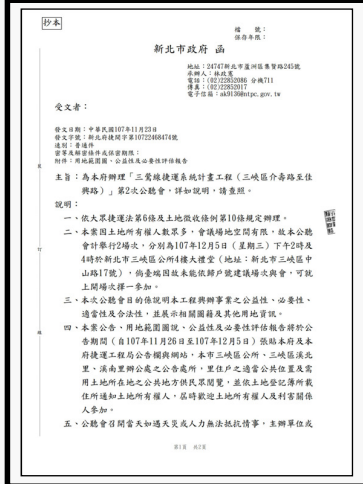 抄本
檔　　號：
保存年限：
新北市政府　函
地址：24747新北市蘆洲區集賢路245號
承辦人：林政憲
電話：(02)22852086 分機711
傳真：(02)22852017
電子信箱：ak9136@ntpc.gov.tw
受文者：
發文日期：中華民國107年11月23日
發文字號：新北府捷開字第10722468474號
速別：普通件
密等及解密條件或保密期限：
附件：用地範圍圖、公益性及必要性評估報告
主旨：為本府辦理「三鶯線捷運系統計畫工程（三峽區介壽路至佳
興路）」第2次公聽會，詳如說明，請查照。
說明：
一、依大眾捷運法第6條及土地徵收條例第10條規定辦理。
二、本案因土地所有權人數眾多，會議場地空間有限，故本公聽
會計舉行2場次，分別為107年12月5日（星期三）下午2時及
4時於新北市三峽區公所4樓大禮堂（地址：新北市三峽區中
山路17號），倘臺端因故未能依歸戶號建議場次與會，可就
上開場次擇一參加。
三、本次公聽會目的係說明本工程興辦事業之公益性、必要性、
適當性及合法性，並展示相關圖籍及其他用地資訊。
四、本案公告、用地範圍圖說、公益性及必要性評估報告將於公
告期間（自107年11月26日至107年12月5日）張貼本府及本
府捷運工程局公告欄與網站，本市三峽區公所、三峽區溪北
里、溪南里辦公處之公告處所，里住戶之適當公共位置及需
用土地所在地之公共地方供民眾閱覽，並依土地登記簿所載
住所通知土地所有權人，屆時歡迎土地所有權人及利害關係
人參加。
五、公聽會召開當天如遇天災或人力無法抵抗情事，主辦單位或
裝
訂
線
第1頁　共2頁